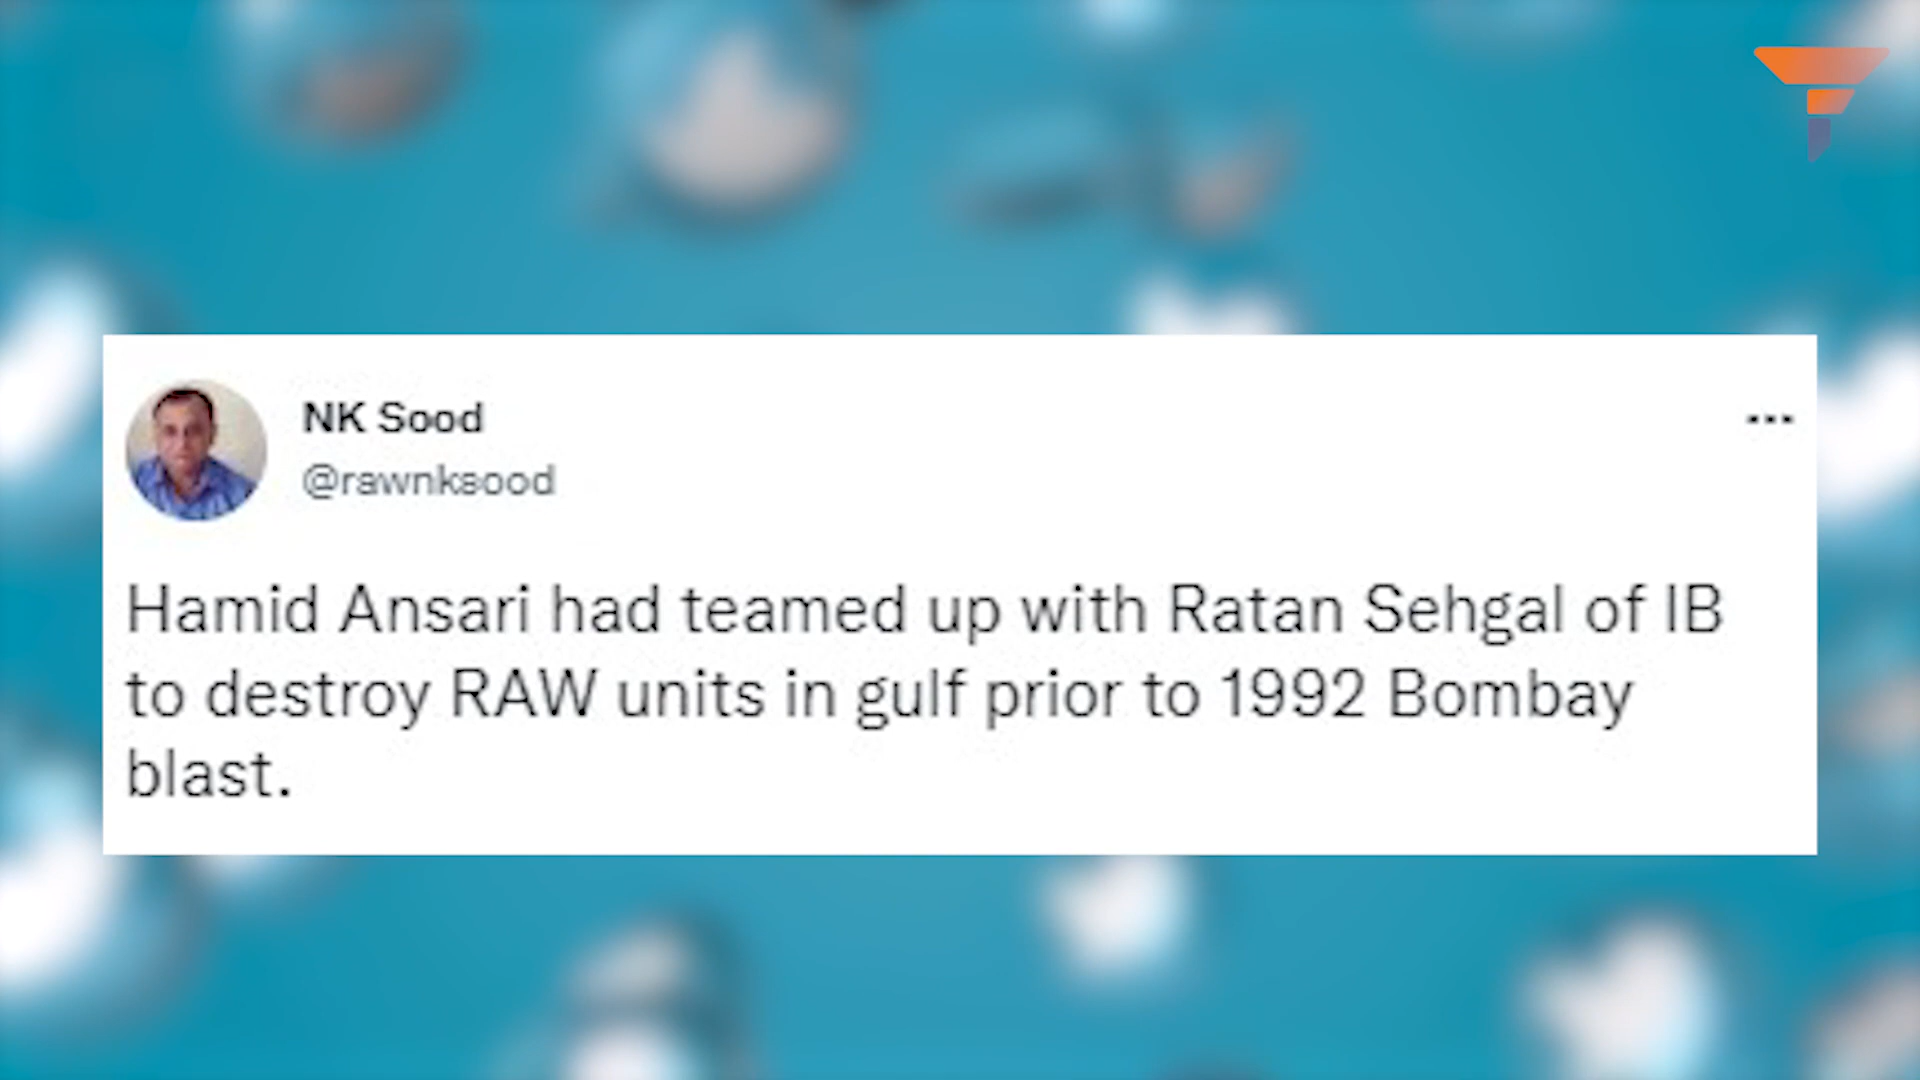 NK Sood
@rawnksood
Hamid Ansari had teamed up with Ratan Sehgal of IB
to destroy RAW units in gulf prior to 1992 Bombay
blast.